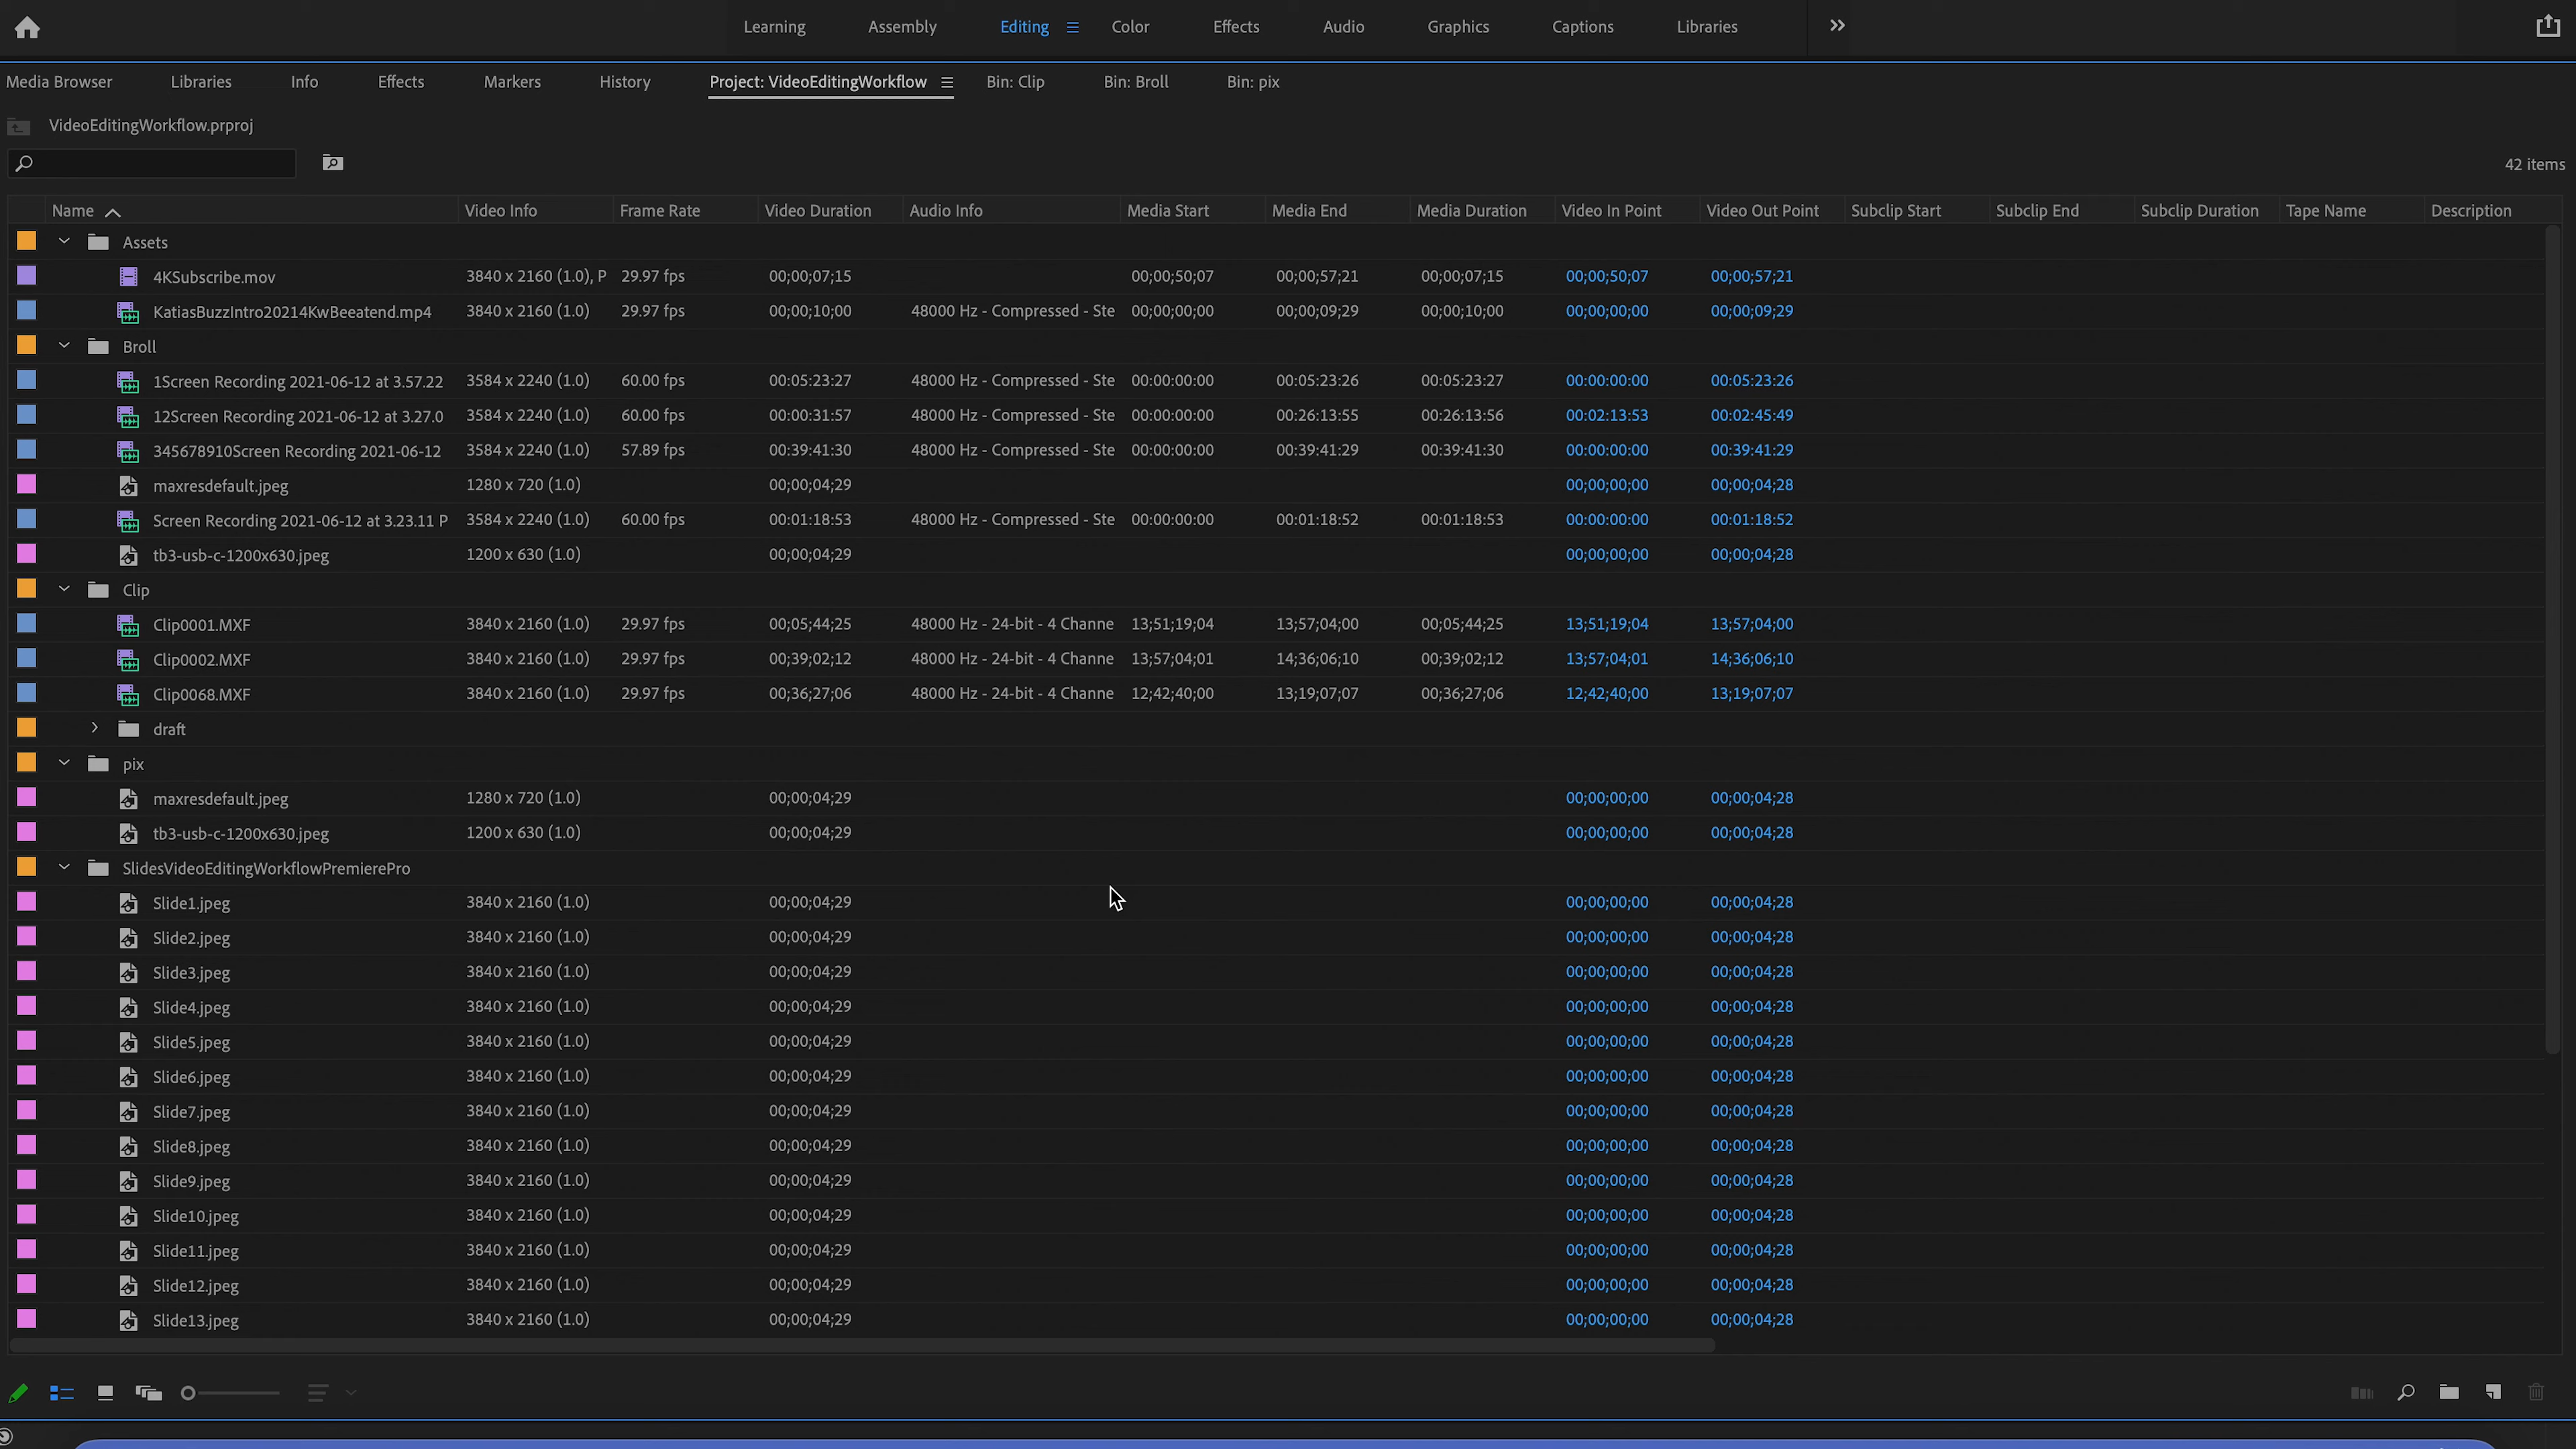 Learning Assembly Editing Color Effects Audio Graphics Captions Libraries
Media Browser Libraries Info Effects Markers History Project: VideoEditingWorkflow Bin: Clip Bin: Broll Bin: pix
VideoEditingWorkflow.prproj
42 items
Name Video Info Frame Rate Video Duration Audio Info Media Start Media End Media Duration Video In Point Video Out Point Subclip Start Subclip End Subclip Duration Tape Name Description
Assets
4KSubscribe.mov 3840 x 2160 (1.0), P 29.97 fps 00;00;07;15 00;00;50;07 00;00;57;21 00;00;07;15 00;00;50;07 00;00;57;21
KatiasBuzzIntro20214KwBeeatend.mp4 3840 x 2160 (1.0) 29.97 fps 00;00;10;00 48000 Hz - Compressed - Ste 00;00;00;00 00;00;09;29 00;00;10;00 00;00;00;00 00;00;09;29
Broll
1Screen Recording 2021-06-12 at 3.57.22 3584 x 2240 (1.0) 60.00 fps 00:05:23:27 48000 Hz - Compressed - Ste 00:00:00:00 00:05:23:26 00:05:23:27 00:00:00:00 00:05:23:26
12Screen Recording 2021-06-12 at 3.27.0 3584 x 2240 (1.0) 60.00 fps 00:00:31:57 48000 Hz - Compressed - Ste 00:00:00:00 00:26:13:55 00:26:13:56 00:02:13:53 00:02:45:49
345678910Screen Recording 2021-06-12 3584 x 2240 (1.0) 57.89 fps 00:39:41:30 48000 Hz - Compressed - Ste 00:00:00:00 00:39:41:29 00:39:41:30 00:00:00:00 00:39:41:29
maxresdefault.jpeg 1280 x 720 (1.0) 00;00;04;29 00;00;00;00 00;00;04;28
Screen Recording 2021-06-12 at 3.23.11 P 3584 x 2240 (1.0) 60.00 fps 00:01:18:53 48000 Hz - Compressed - Ste 00:00:00:00 00:01:18:52 00:01:18:53 00:00:00:00 00:01:18:52
tb3-usb-c-1200x630.jpeg 1200 x 630 (1.0) 00;00;04;29 00;00;00;00 00;00;04;28
Clip
Clip0001.MXF 3840 x 2160 (1.0) 29.97 fps 00;05;44;25 48000 Hz - 24-bit - 4 Channe 13;51;19;04 13;57;04;00 00;05;44;25 13;51;19;04 13;57;04;00
Clip0002.MXF 3840 x 2160 (1.0) 29.97 fps 00;39;02;12 48000 Hz - 24-bit - 4 Channe 13;57;04;01 14;36;06;10 00;39;02;12 13;57;04;01 14;36;06;10
Clip0068.MXF 3840 x 2160 (1.0) 29.97 fps 00;36;27;06 48000 Hz - 24-bit - 4 Channe 12;42;40;00 13;19;07;07 00;36;27;06 12;42;40;00 13;19;07;07
draft
pix
maxresdefault.jpeg 1280 x 720 (1.0) 00;00;04;29 00;00;00;00 00;00;04;28
tb3-usb-c-1200x630.jpeg 1200 x 630 (1.0) 00;00;04;29 00;00;00;00 00;00;04;28
SlidesVideoEditingWorkflowPremierePro
Slide1.jpeg 3840 x 2160 (1.0) 00;00;04;29 00;00;00;00 00;00;04;28
Slide2.jpeg 3840 x 2160 (1.0) 00;00;04;29 00;00;00;00 00;00;04;28
Slide3.jpeg 3840 x 2160 (1.0) 00;00;04;29 00;00;00;00 00;00;04;28
Slide4.jpeg 3840 x 2160 (1.0) 00;00;04;29 00;00;00;00 00;00;04;28
Slide5.jpeg 3840 x 2160 (1.0) 00;00;04;29 00;00;00;00 00;00;04;28
Slide6.jpeg 3840 x 2160 (1.0) 00;00;04;29 00;00;00;00 00;00;04;28
Slide7.jpeg 3840 x 2160 (1.0) 00;00;04;29 00;00;00;00 00;00;04;28
Slide8.jpeg 3840 x 2160 (1.0) 00;00;04;29 00;00;00;00 00;00;04;28
Slide9.jpeg 3840 x 2160 (1.0) 00;00;04;29 00;00;00;00 00;00;04;28
Slide10.jpeg 3840 x 2160 (1.0) 00;00;04;29 00;00;00;00 00;00;04;28
Slide11.jpeg 3840 x 2160 (1.0) 00;00;04;29 00;00;00;00 00;00;04;28
Slide12.jpeg 3840 x 2160 (1.0) 00;00;04;29 00;00;00;00 00;00;04;28
Slide13.jpeg 3840 x 2160 (1.0) 00;00;04;29 00;00;00;00 00;00;04;28